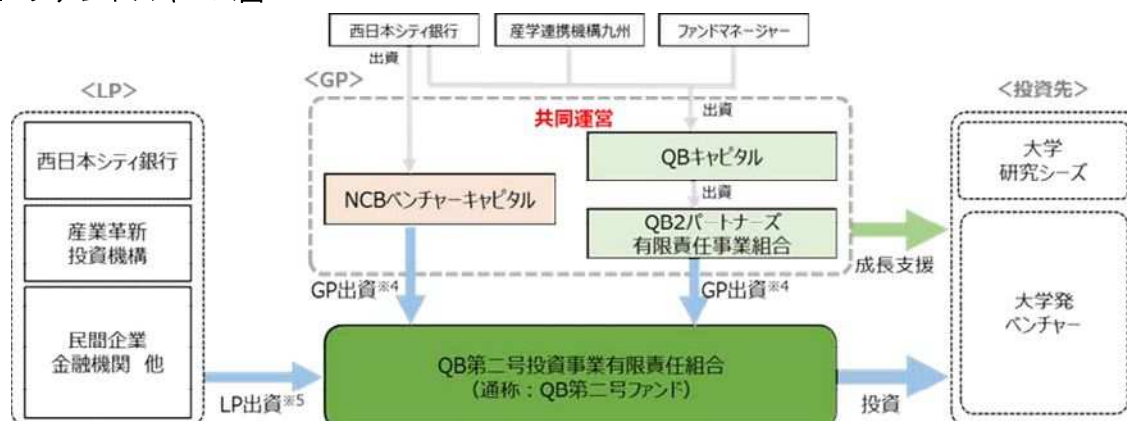 西日本シティ銀行
産学連携機構九州
ファンドマネージャー
出資
<GP>
<LP>
<投資先>
共同運営
出資
西日本シティ銀行
QBキャピタル
大学
研究シーズ
NCBベンチャーキャピタル
出資
産業革新
投資機構
QB2パートナーズ
有限責任事業組合
成長支援
GP出資※4
GP出資※4
大学発
ベンチャー
民間企業
金融機関 他
QB第二号投資事業有限責任組合
(通称:QB第二号ファンド)
LP出資※5
投資